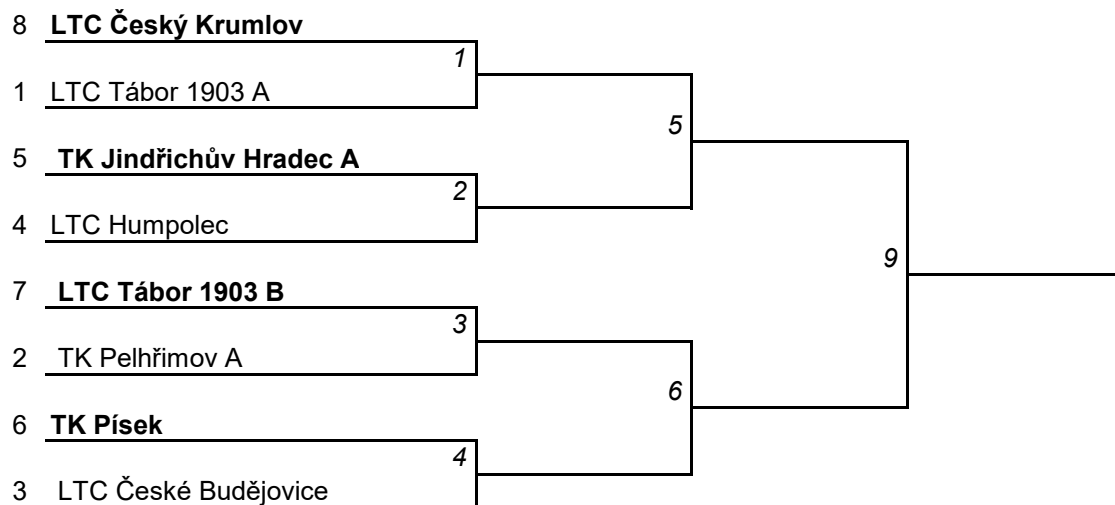 8 LTC Český Krumlov
1
1 LTC Tábor 1903 A
5
5 TK Jindřichův Hradec A
2
4 LTC Humpolec
9
7 LTC Tábor 1903 B
3
2 TK Pelhřimov A
6
6 TK Písek
4
3 LTC České Budějovice